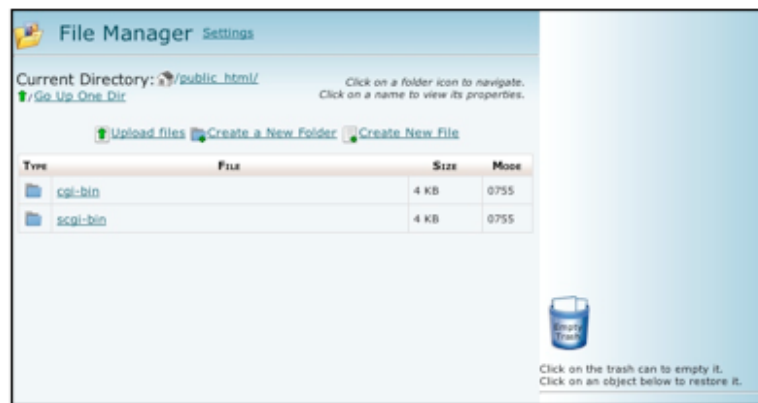 File Manager Settings
Current Directory: /public_html/
/Go Up One Dir
Click on a folder icon to navigate.
Click on a name to view its properties.
Upload files Create a New Folder Create New File
Type File Size Mode
cgi-bin 4 KB 0755
scgi-bin 4 KB 0755
Empty
Trash
Click on the trash can to empty it.
Click on an object below to restore it.